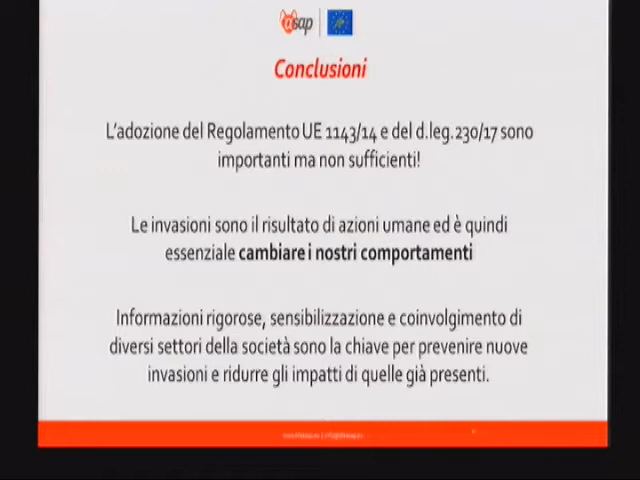 asap
Conclusioni
L'adozione del Regolamento UE 1143/14 e del d.leg. 230/17 sono
importanti ma non sufficienti!
Le invasioni sono il risultato di azioni umane ed è quindi
essenziale cambiare i nostri comportamenti
Informazioni rigorose, sensibilizzazione e coinvolgimento di
diversi settori della società sono la chiave per prevenire nuove
invasioni e ridurre gli impatti di quelle già presenti.